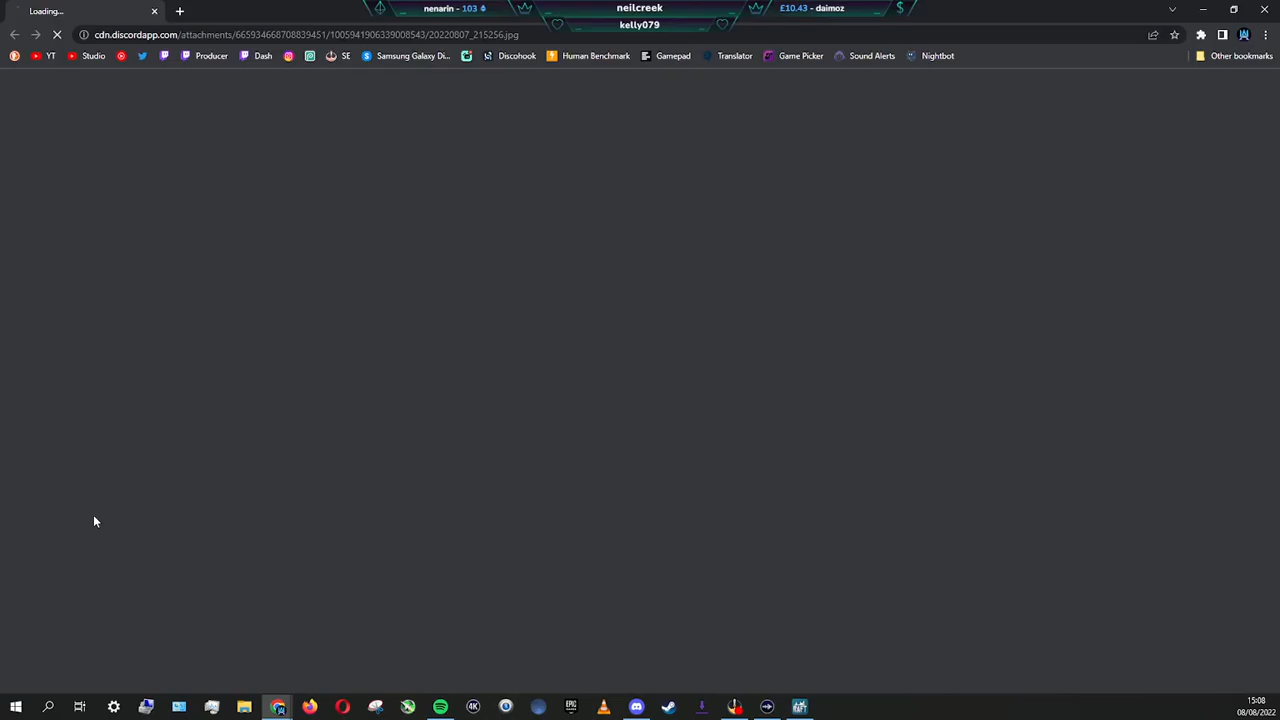 Loading...
nenarin - 103
neilcreek
£10.43 - daimoz
kelly079
cdn.discordapp.com/attachments/665934668708839451/1005941906339008543/20220807_215256.jpg
YT Studio Producer Dash SE Samsung Galaxy Di... Discohook Human Benchmark Gamepad Translator Game Picker Sound Alerts Nightbot Other bookmarks
15:08
08/08/2022